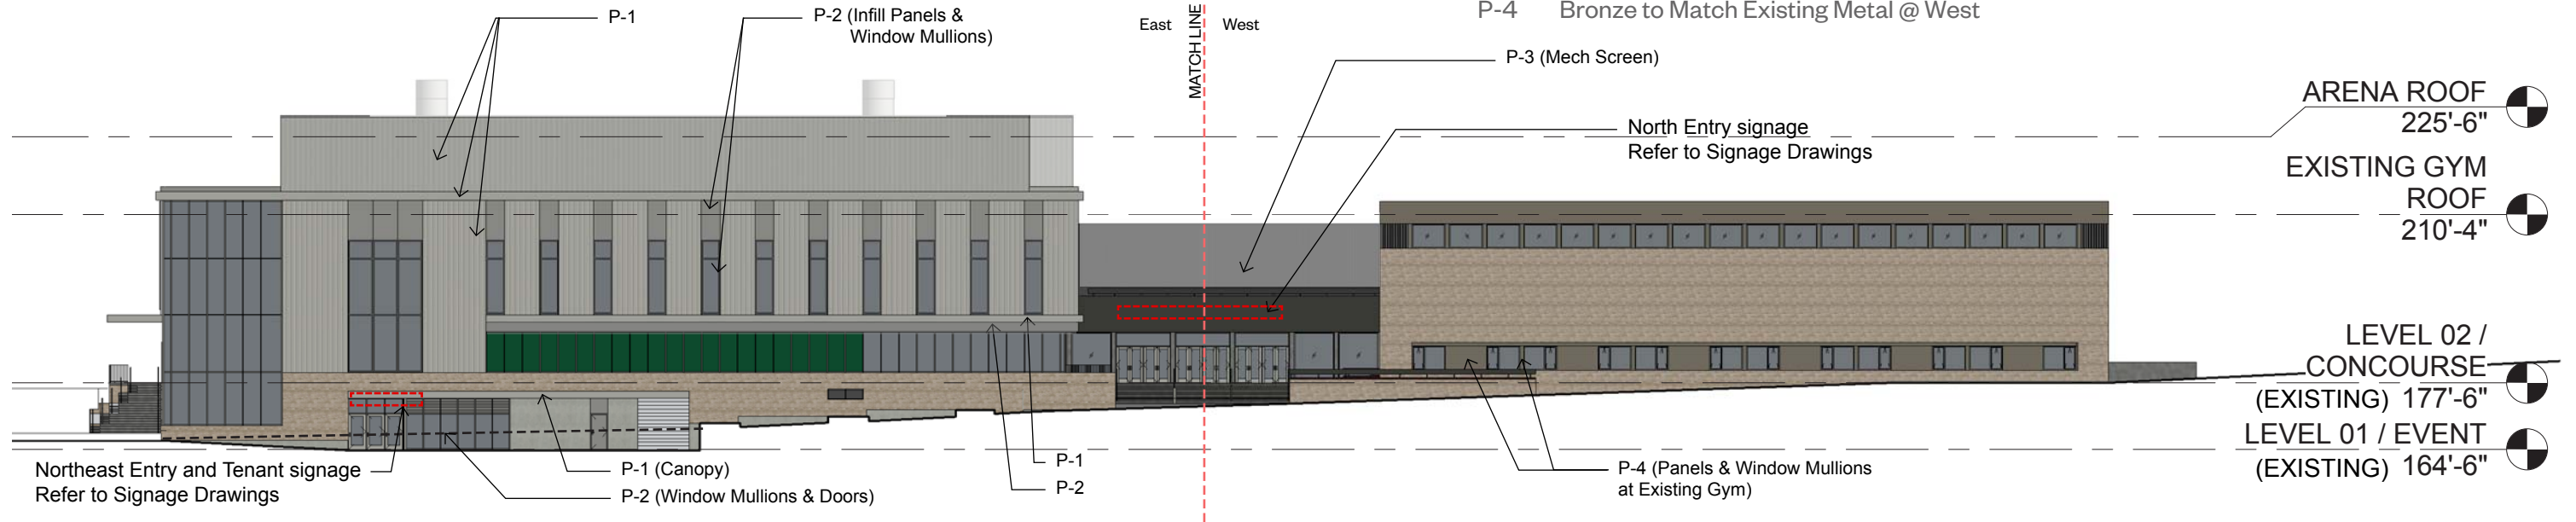 P-1
P-2 (Infill Panels &
Window Mullions)
East
MATCH LINE
West
P-4 Bronze to Match Existing Metal @ West
P-3 (Mech Screen)
North Entry signage
Refer to Signage Drawings
ARENA ROOF
225'-6"
EXISTING GYM
ROOF
210'-4"
LEVEL 02 /
CONCOURSE
(EXISTING) 177'-6"
LEVEL 01 / EVENT
(EXISTING) 164'-6"
Northeast Entry and Tenant signage
Refer to Signage Drawings
P-1 (Canopy)
P-2 (Window Mullions & Doors)
P-1
P-2
P-4 (Panels & Window Mullions
at Existing Gym)